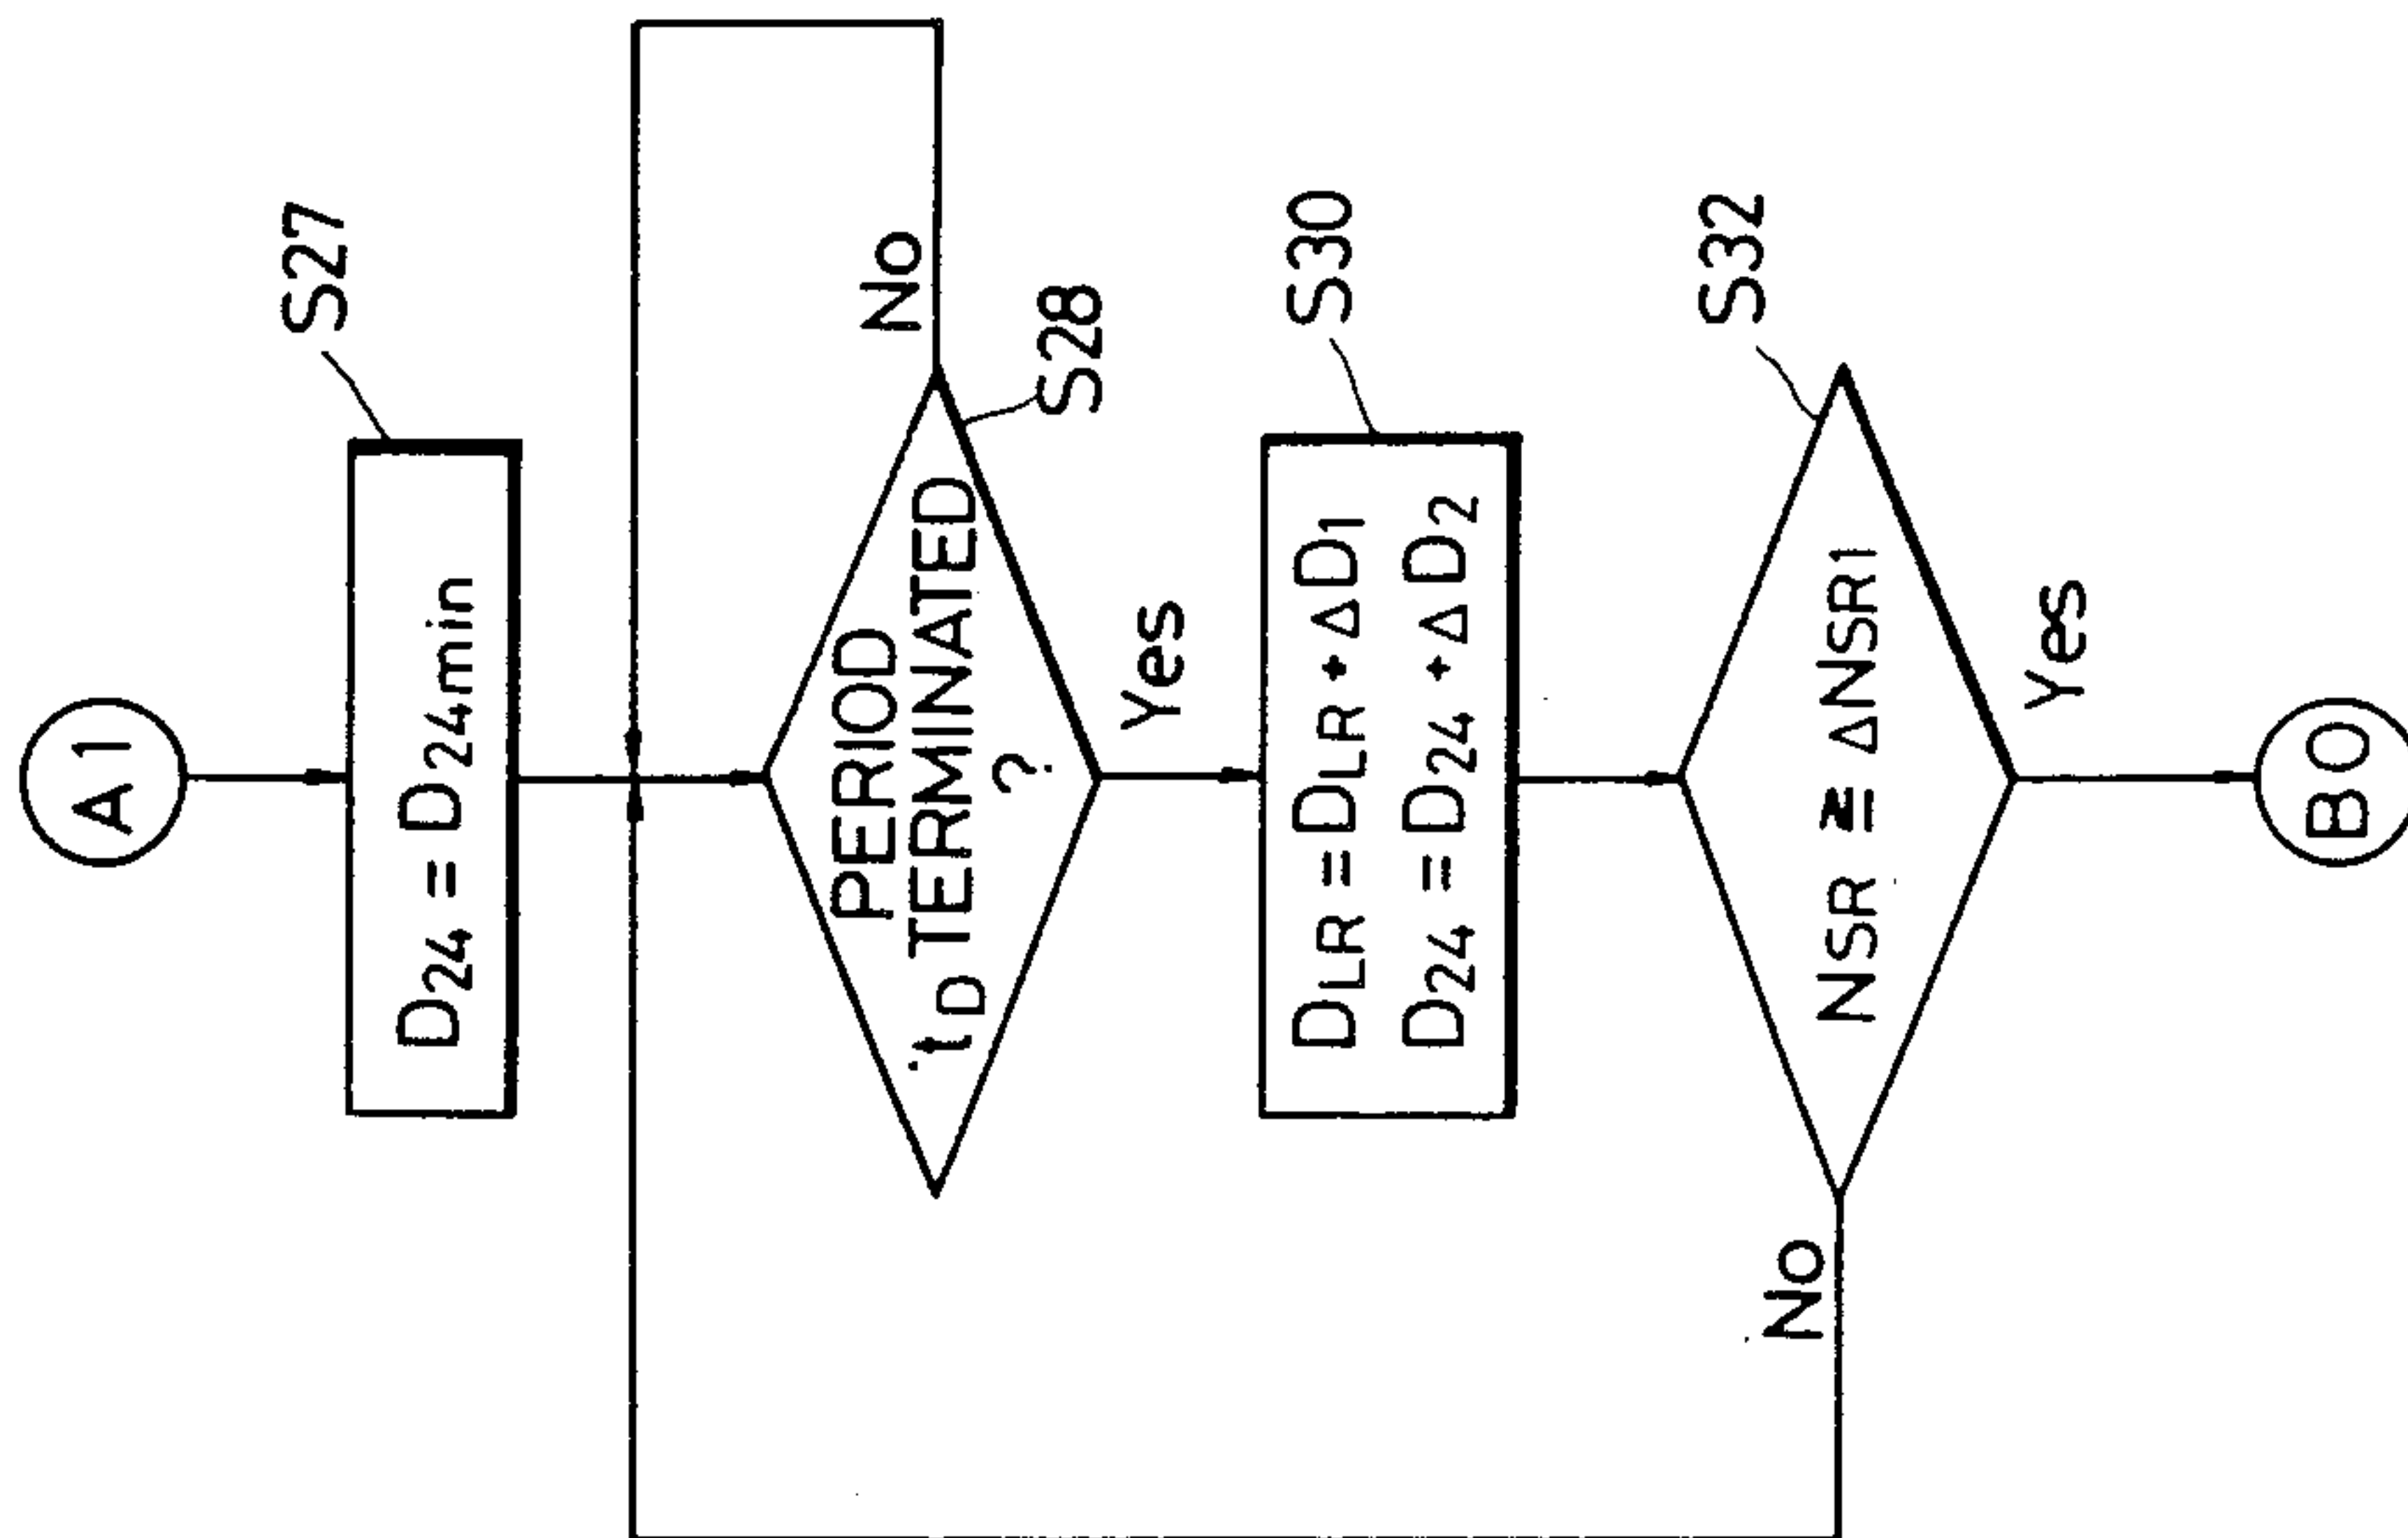 A1
S27
D24 = D24min
No
S28
PERIOD
tD TERMINATED
?
Yes
S30
DLR = DLR + ΔD1
D24 = D24 + ΔD2
S32
NSR ≧ ΔNSR1
No
Yes
B0